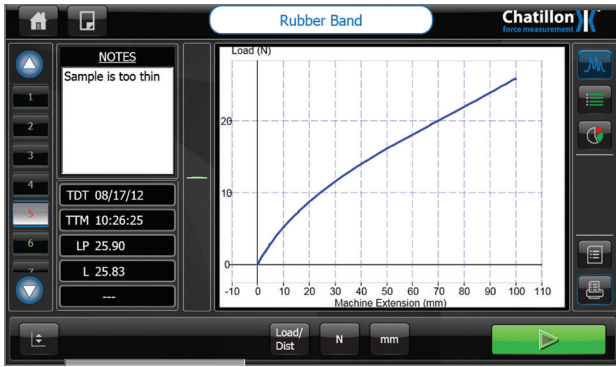 Rubber Band
Chatillon
force measurement
NOTES
Sample is too thin
1
2
3
4
5
6
7
TDT 08/17/12
TTM 10:26:25
LP 25.90
L 25.83
---
Load (N)
20
10
0
-10 0 10 20 30 40 50 60 70 80 90 100 110
Machine Extension (mm)
Load/
Dist
N
mm